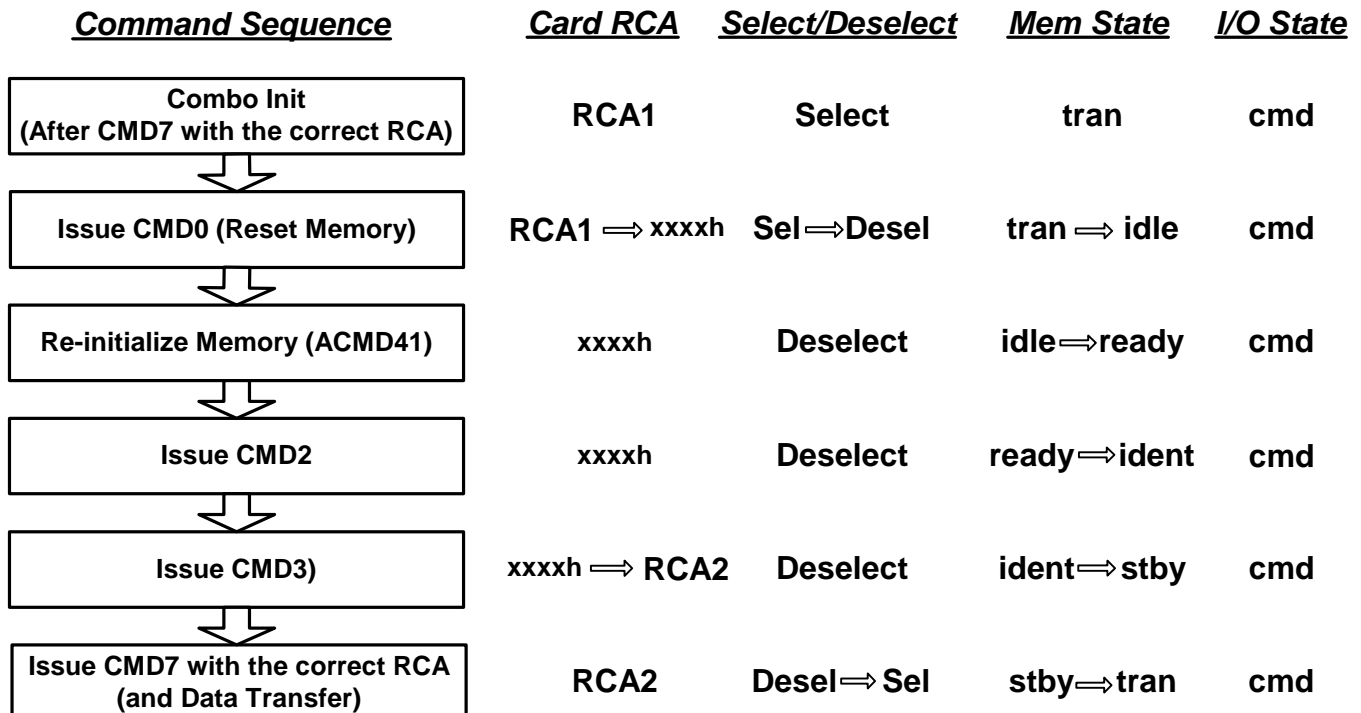 Command Sequence Card RCA Select/Deselect Mem State I/O State
Combo Init
(After CMD7 with the correct RCA) RCA1 Select tran cmd
Issue CMD0 (Reset Memory) RCA1 ⇒ xxxxh Sel⇒Desel tran ⇒ idle cmd
Re-initialize Memory (ACMD41) xxxxh Deselect idle⇒ready cmd
Issue CMD2 xxxxh Deselect ready⇒ident cmd
Issue CMD3) xxxxh ⇒ RCA2 Deselect ident⇒stby cmd
Issue CMD7 with the correct RCA
(and Data Transfer) RCA2 Desel⇒ Sel stby⇒tran cmd